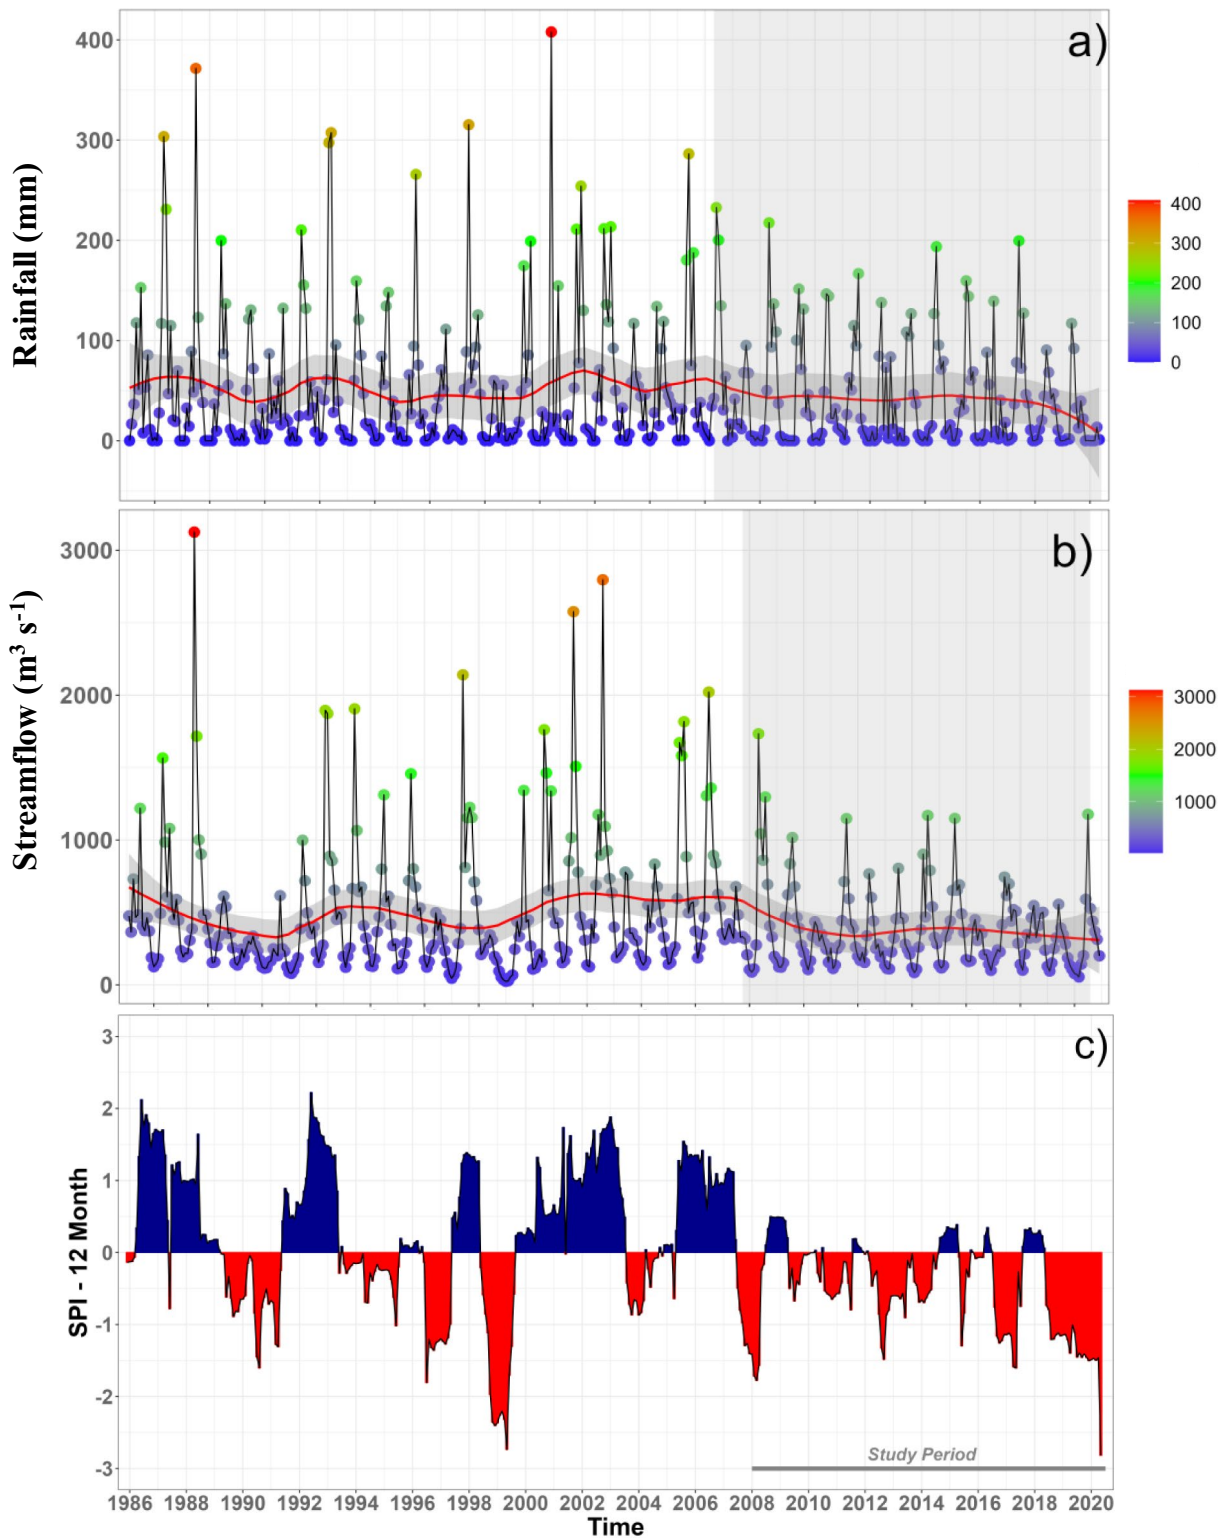 a)
400
300
200
100
0
Rainfall (mm)
400
300
200
100
0
b)
3000
2000
1000
0
Streamflow (m³ s⁻¹)
3000
2000
1000
c)
3
2
1
0
-1
-2
-3
SPI - 12 Month
Study Period
1986 1988 1990 1992 1994 1996 1998 2000 2002 2004 2006 2008 2010 2012 2014 2016 2018 2020
Time